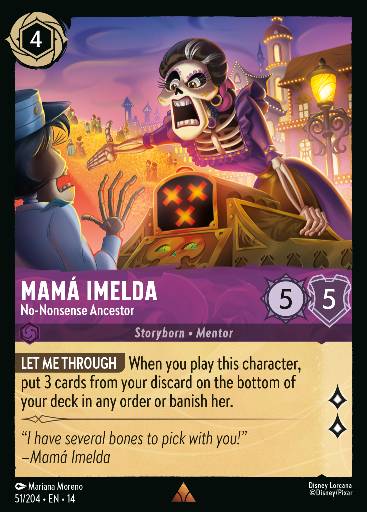 4
MAMÁ IMELDA
No-Nonsense Ancestor
5 5
Storyborn • Mentor
LET ME THROUGH When you play this character,
put 3 cards from your discard on the bottom of
your deck in any order or banish her.
“I have several bones to pick with you!”
–Mamá Imelda
Mariana Moreno
51/204 • EN • 14
Disney Lorcana
©Disney/Pixar